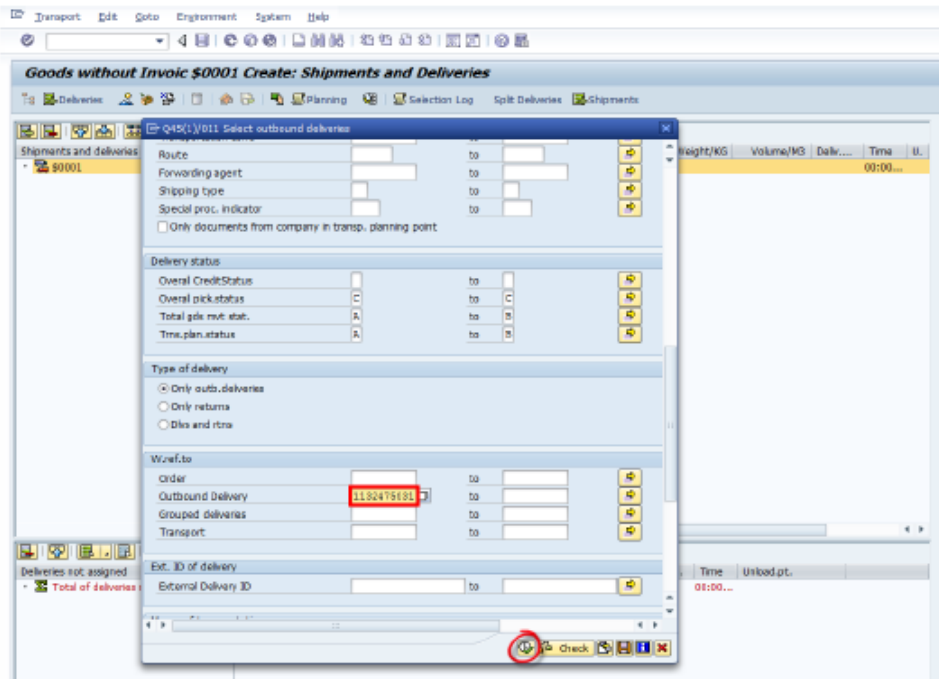 Transport Edit Goto Environment System Help
Goods without Invoic $0001 Create: Shipments and Deliveries
Deliveries Planning Selection Log Split Deliveries Shipments
Q45(1)/011 Select outbound deliveries
Shipments and deliveries Weight/KG Volume/M3 Deliv.... Time U.
$0001 00:00...
Route to
Forwarding agent to
Shipping type to
Special proc. indicator to
Only documents from company in transp. planning point
Delivery status
Overal CreditStatus to
Overal pick.status C to C
Total gds mvt stat. A to B
Trns.plan.status A to B
Type of delivery
Only outb.deliveries
Only returns
Dlvs and rtns
W.ref.to
Order to
Outbound Delivery 1132475631 to
Grouped deliveries to
Transport to
Ext. ID of delivery
Deliveries not assigned Time Unload.pt.
External Delivery ID to
Total of deliveries 00:00...
Check